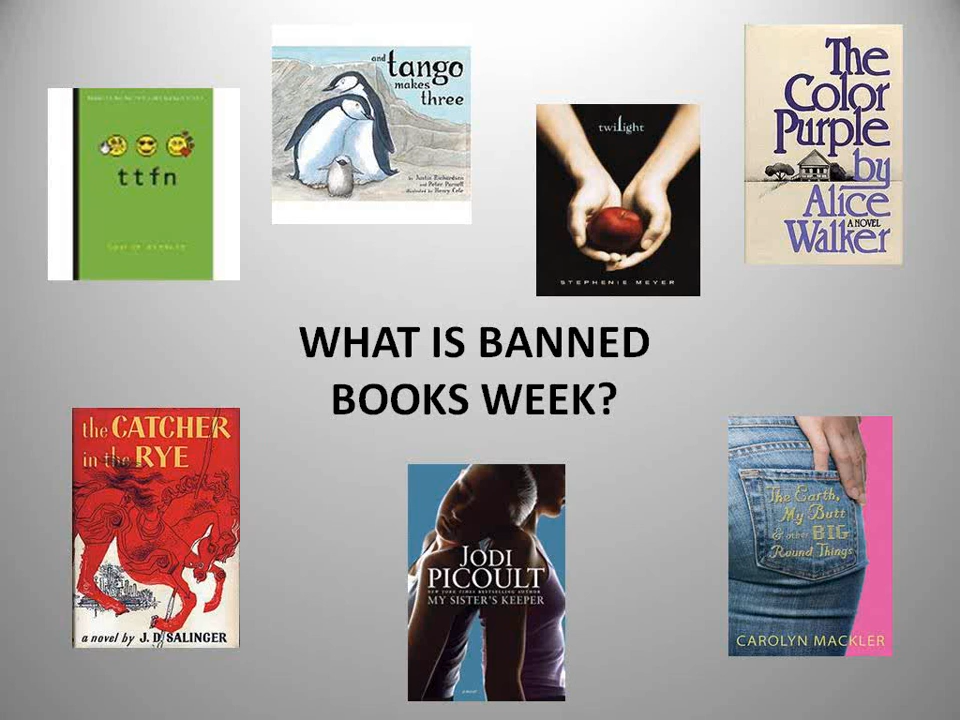 ttfn
and tango
makes
three
by Justin Richardson
and Peter Parnell
illustrated by Henry Cole
twilight
STEPHENIE MEYER
The
Color
Purple
by
Alice
A NOVEL
Walker
WHAT IS BANNED
BOOKS WEEK?
the CATCHER
in the RYE
a novel by J. D. SALINGER
JODI
PICOULT
NEW YORK TIMES BESTSELLING AUTHOR
MY SISTER'S KEEPER
The Earth,
My Butt
& other BIG
Round Things
CAROLYN MACKLER